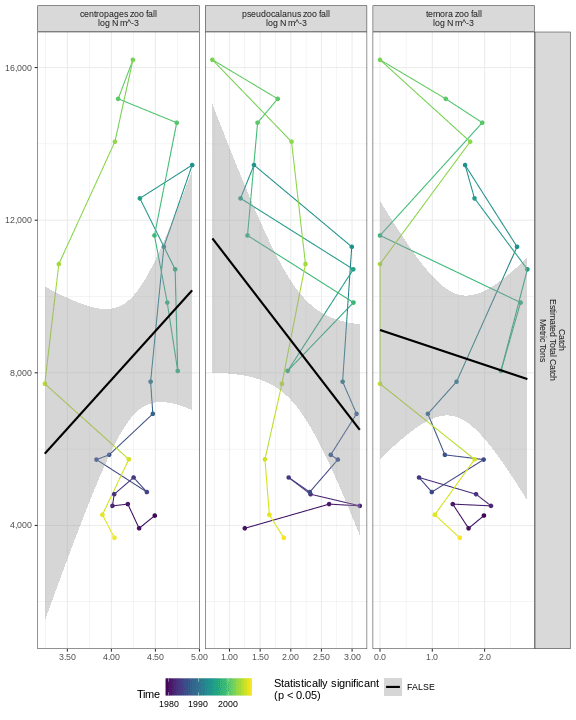 centropages zoo fall
log N m^-3
pseudocalanus zoo fall
log N m^-3
temora zoo fall
log N m^-3
16,000
12,000
8,000
4,000
Catch
Estimated Total Catch
Metric Tons
3.50
4.00
4.50
5.00
1.00
1.50
2.00
2.50
3.00
0.0
1.0
2.0
Time
1980
1990
2000
Statistically significant
(p < 0.05)
FALSE